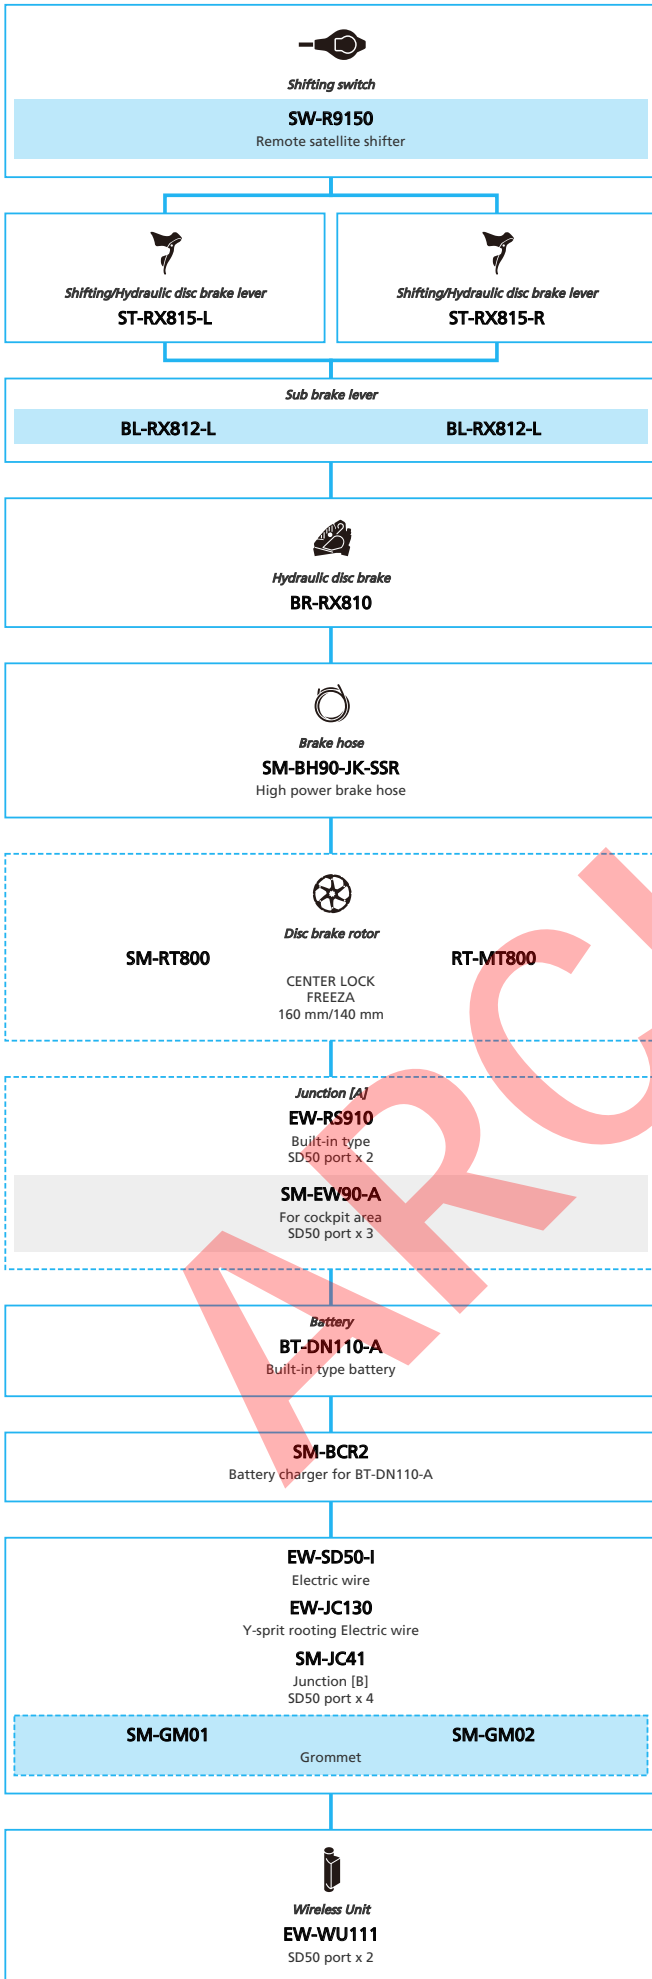 Shifting switch
SW-R9150
Remote satellite shifter
Shifting/Hydraulic disc brake lever
ST-RX815-L
Shifting/Hydraulic disc brake lever
ST-RX815-R
Sub brake lever
BL-RX812-L BL-RX812-L
Hydraulic disc brake
BR-RX810
Brake hose
SM-BH90-JK-SSR
High power brake hose
Disc brake rotor
SM-RT800 RT-MT800
CENTER LOCK
FREEZA
160 mm/140 mm
Junction [A]
EW-RS910
Built-in type
SD50 port x 2
SM-EW90-A
For cockpit area
SD50 port x 3
Battery
BT-DN110-A
Built-in type battery
SM-BCR2
Battery charger for BT-DN110-A
EW-SD50-I
Electric wire
EW-JC130
Y-sprit rooting Electric wire
SM-JC41
Junction [B]
SD50 port x 4
SM-GM01 SM-GM02
Grommet
Wireless Unit
EW-WU111
SD50 port x 2